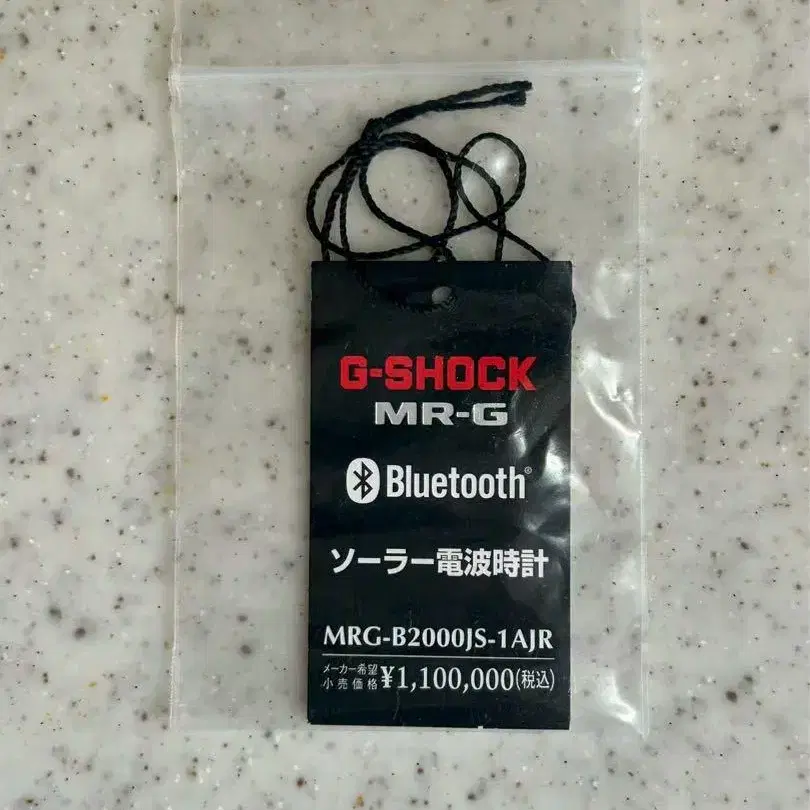 G-SHOCK
MR-G
Bluetooth®
ソーラー電波時計
MRG-B2000JS-1AJR
メーカー希望
小売価格 ¥1,100,000(税込)